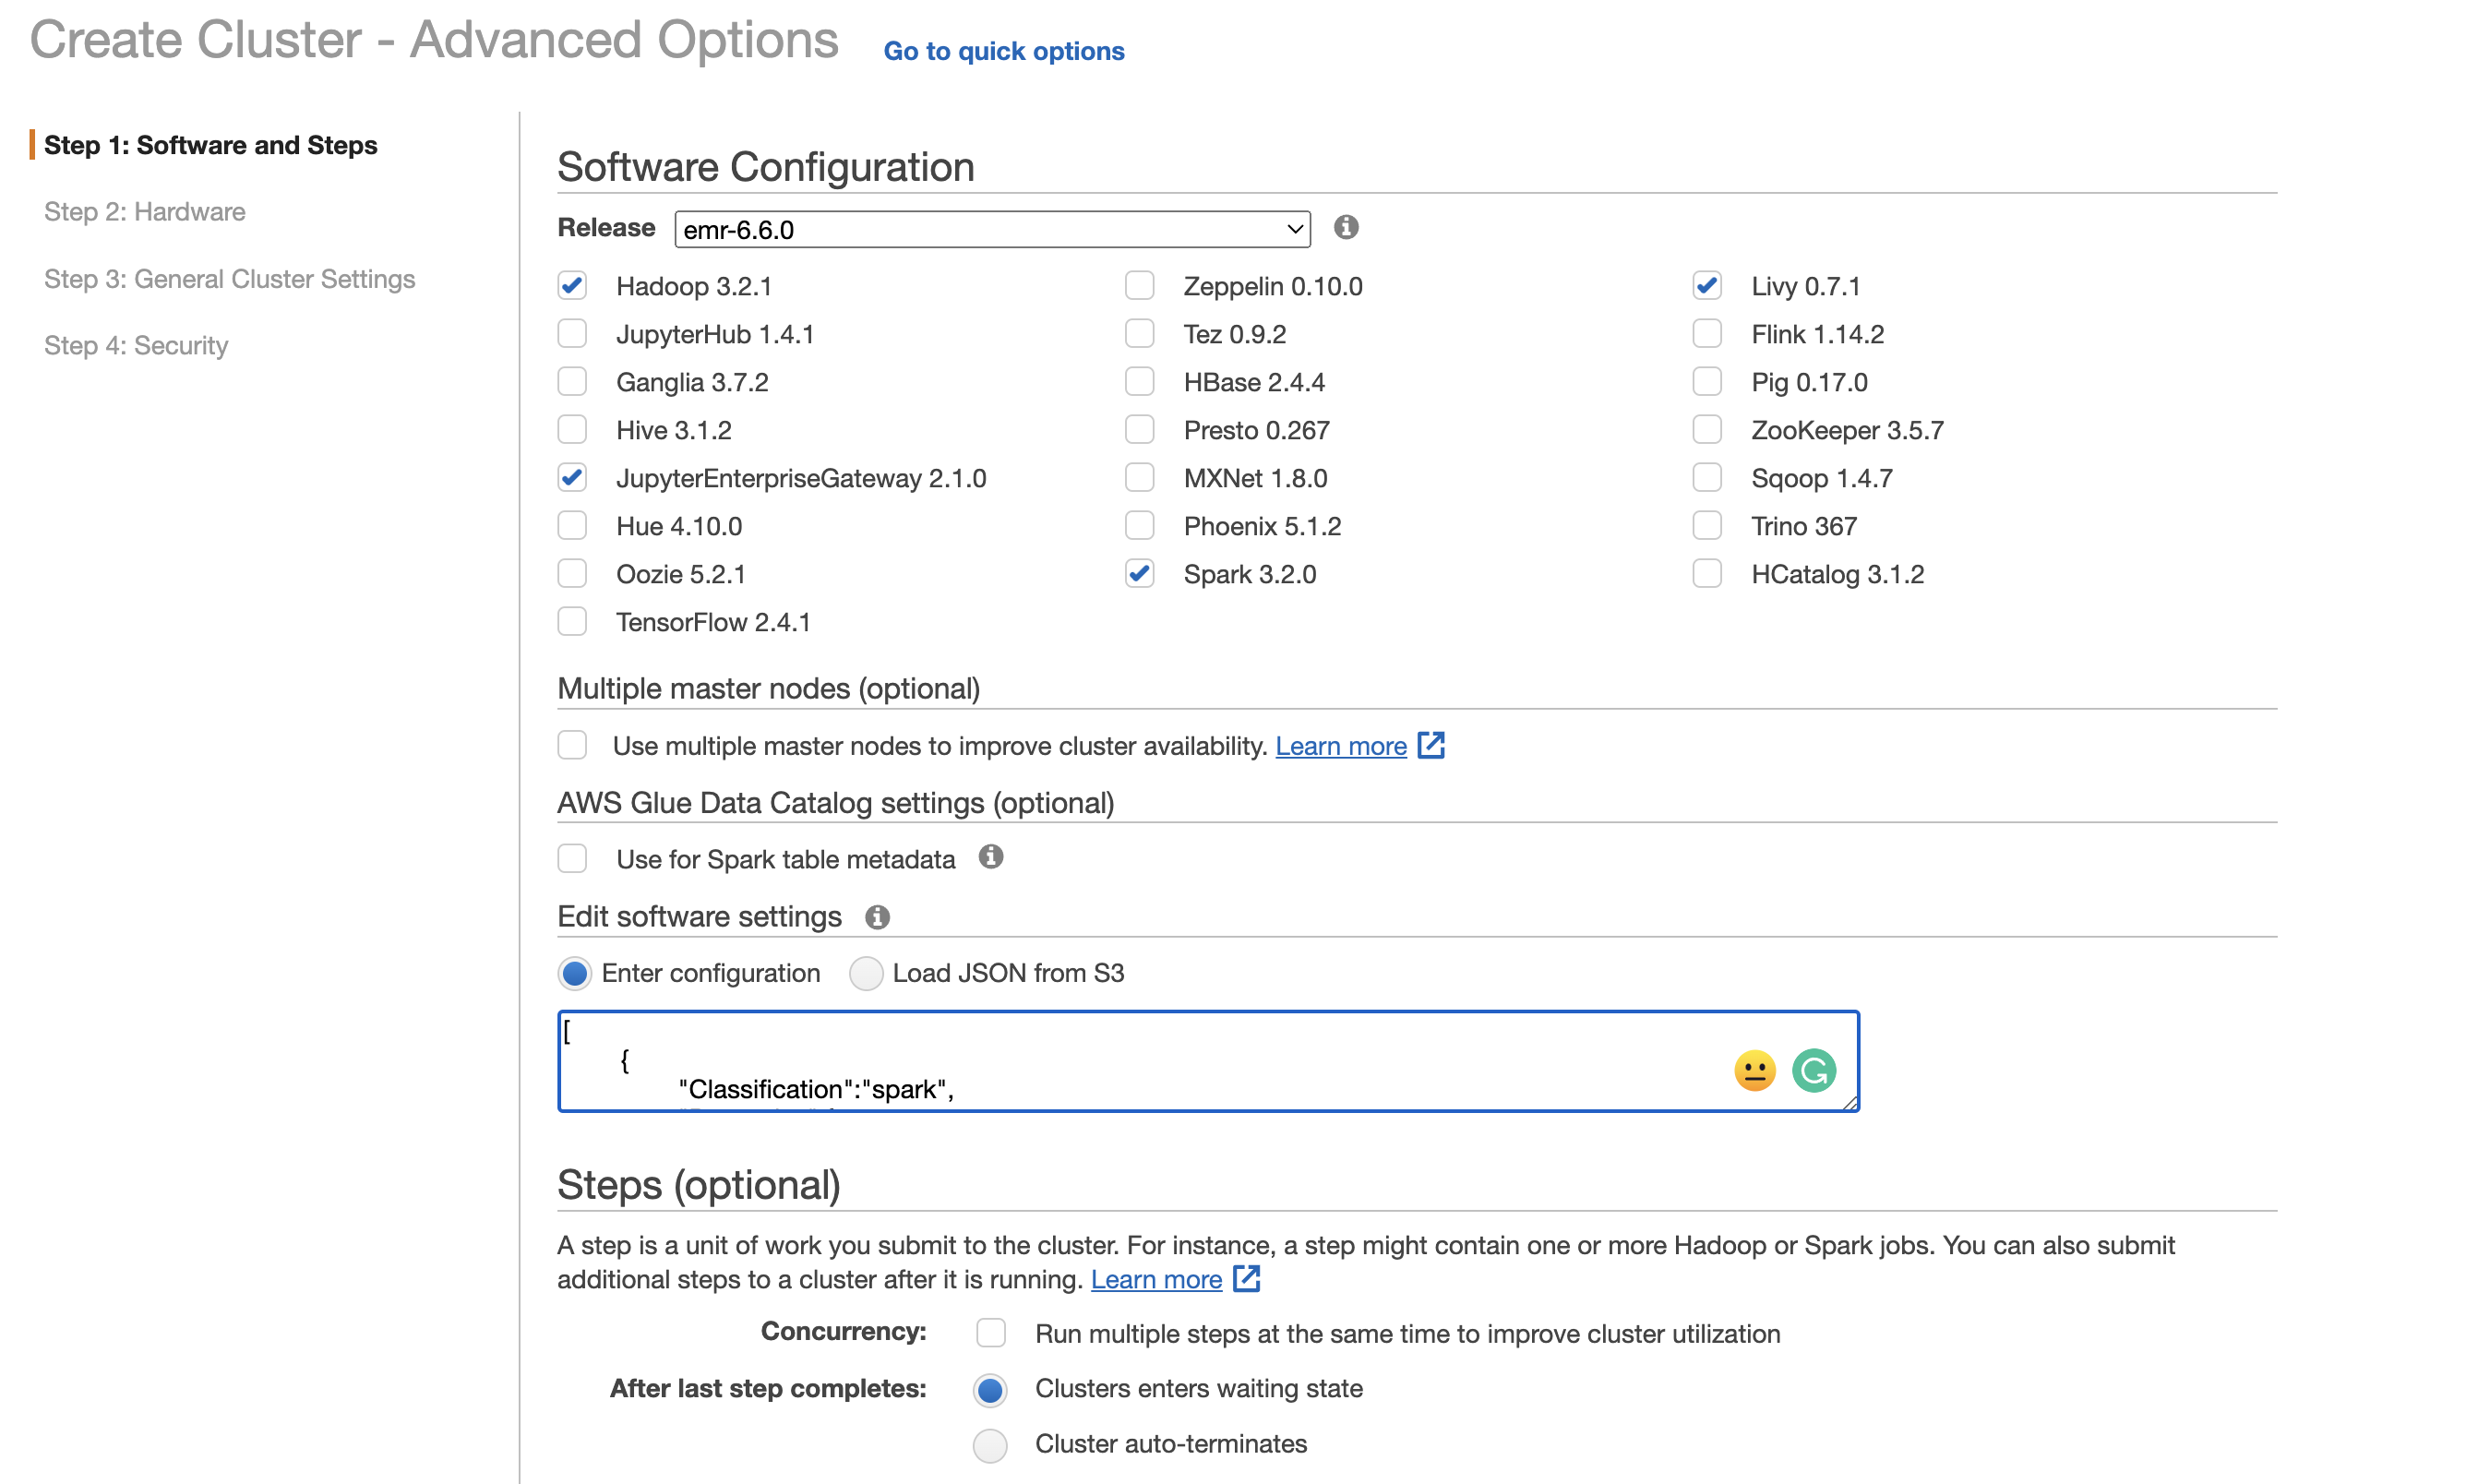 Create Cluster - Advanced Options Go to quick options
Step 1: Software and Steps
Step 2: Hardware
Step 3: General Cluster Settings
Step 4: Security
Software Configuration
Release emr-6.6.0
Hadoop 3.2.1 Zeppelin 0.10.0 Livy 0.7.1
JupyterHub 1.4.1 Tez 0.9.2 Flink 1.14.2
Ganglia 3.7.2 HBase 2.4.4 Pig 0.17.0
Hive 3.1.2 Presto 0.267 ZooKeeper 3.5.7
JupyterEnterpriseGateway 2.1.0 MXNet 1.8.0 Sqoop 1.4.7
Hue 4.10.0 Phoenix 5.1.2 Trino 367
Oozie 5.2.1 Spark 3.2.0 HCatalog 3.1.2
TensorFlow 2.4.1
Multiple master nodes (optional)
Use multiple master nodes to improve cluster availability. Learn more
AWS Glue Data Catalog settings (optional)
Use for Spark table metadata
Edit software settings
Enter configuration Load JSON from S3
[
{
"Classification":"spark",
Steps (optional)
A step is a unit of work you submit to the cluster. For instance, a step might contain one or more Hadoop or Spark jobs. You can also submit
additional steps to a cluster after it is running. Learn more
Concurrency: Run multiple steps at the same time to improve cluster utilization
After last step completes: Clusters enters waiting state
Cluster auto-terminates